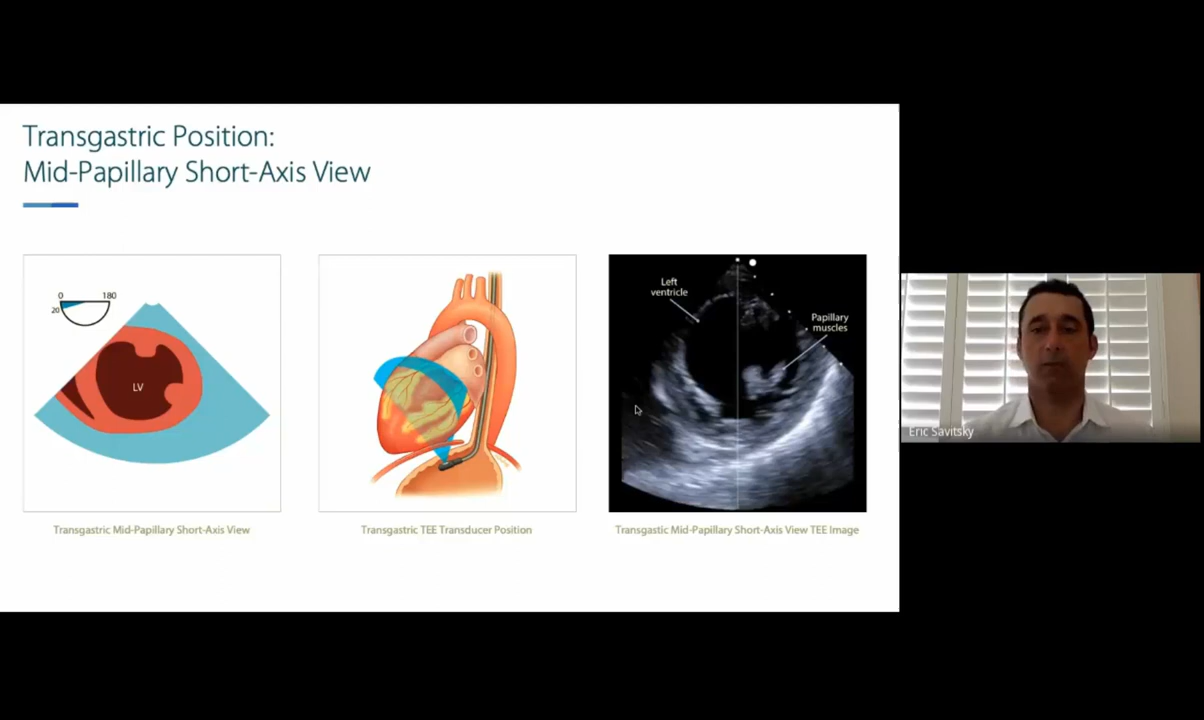 Transgastric Position:
Mid-Papillary Short-Axis View
0
180
20
LV
Left
ventricle
Papillary
muscles
Transgastric Mid-Papillary Short-Axis View
Transgastric TEE Transducer Position
Transgastic Mid-Papillary Short-Axis View TEE Image
Eric Savitsky